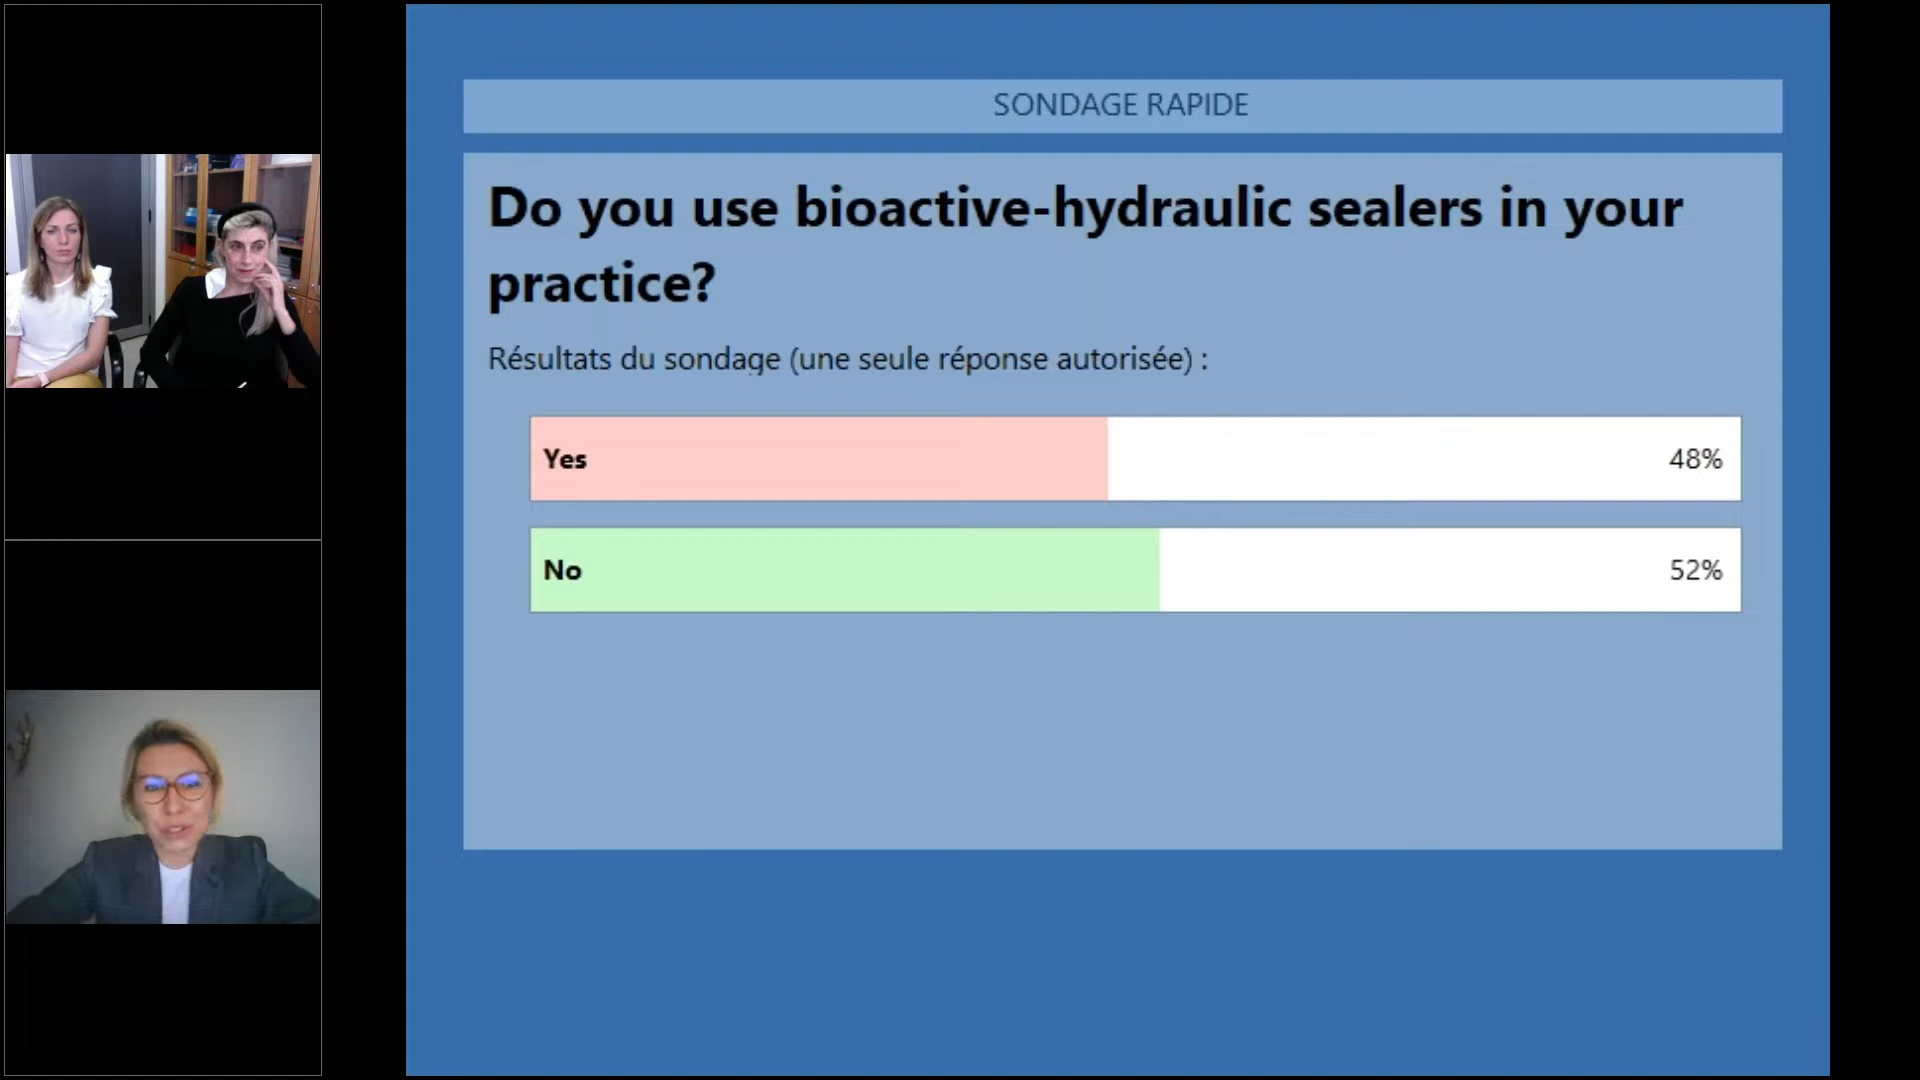 SONDAGE RAPIDE
Do you use bioactive-hydraulic sealers in your
practice?
Résultats du sondage (une seule réponse autorisée) :
Yes 48%
No 52%